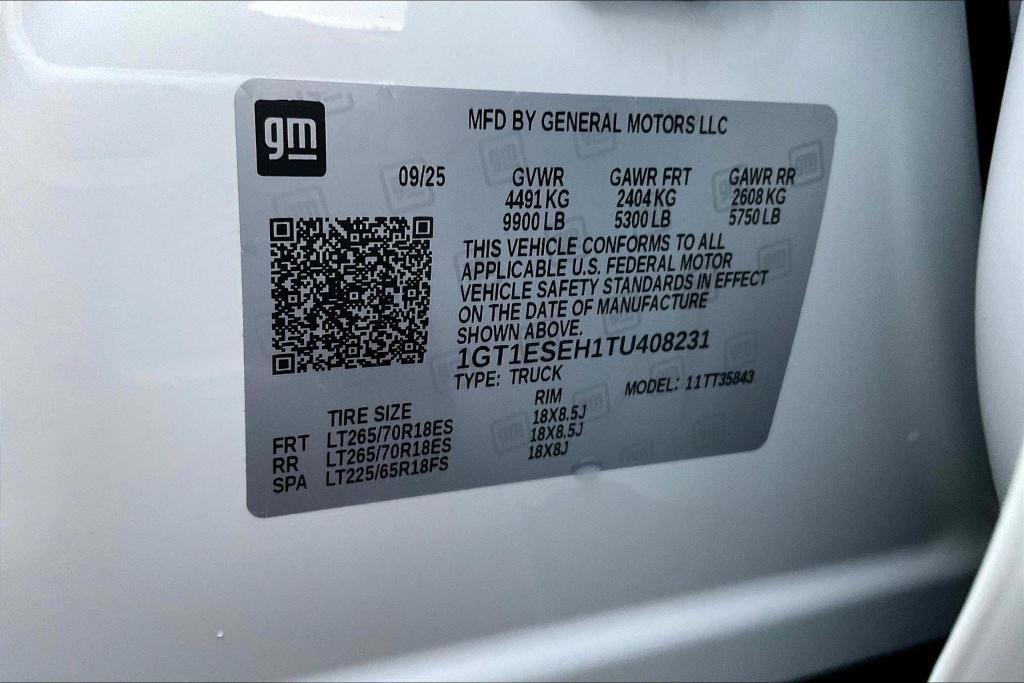 gm
MFD BY GENERAL MOTORS LLC
09/25 GVWR GAWR FRT GAWR RR
4491 KG 2404 KG 2608 KG
9900 LB 5300 LB 5750 LB
THIS VEHICLE CONFORMS TO ALL
APPLICABLE U.S. FEDERAL MOTOR
VEHICLE SAFETY STANDARDS IN EFFECT
ON THE DATE OF MANUFACTURE
SHOWN ABOVE.
1GT1ESEH1TU408231
TYPE: TRUCK MODEL: 11TT35843
TIRE SIZE RIM
FRT LT265/70R18ES 18X8.5J
RR LT265/70R18ES 18X8.5J
SPA LT225/65R18FS 18X8J